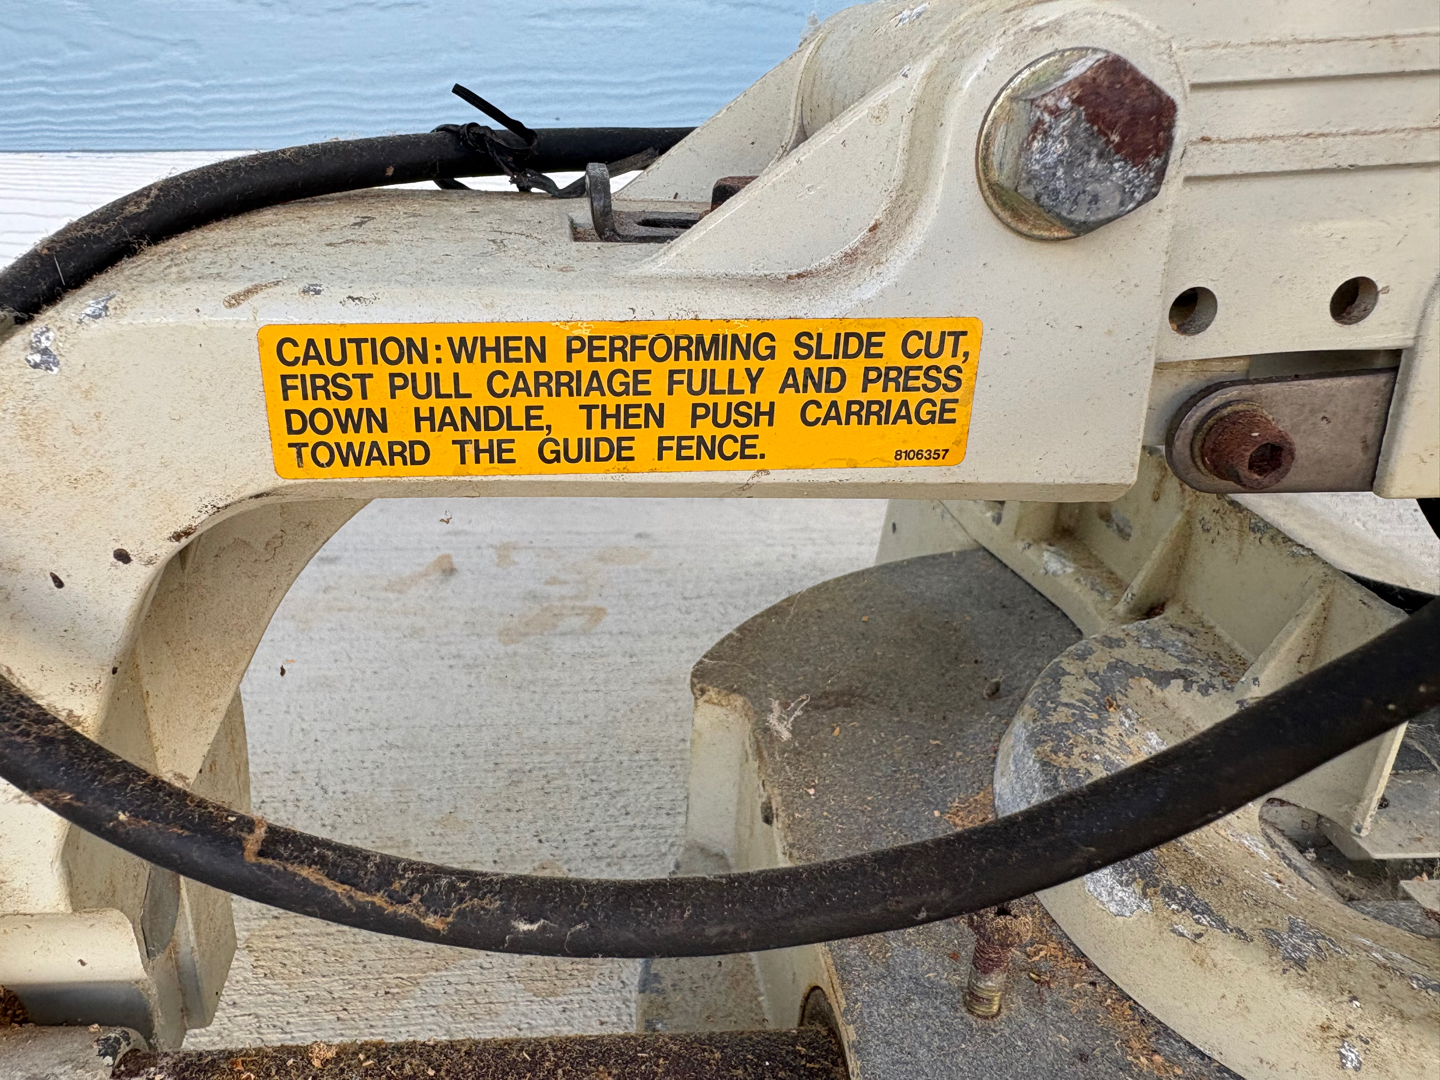 CAUTION: WHEN PERFORMING SLIDE CUT,
FIRST PULL CARRIAGE FULLY AND PRESS
DOWN HANDLE, THEN PUSH CARRIAGE
TOWARD THE GUIDE FENCE.
8106357